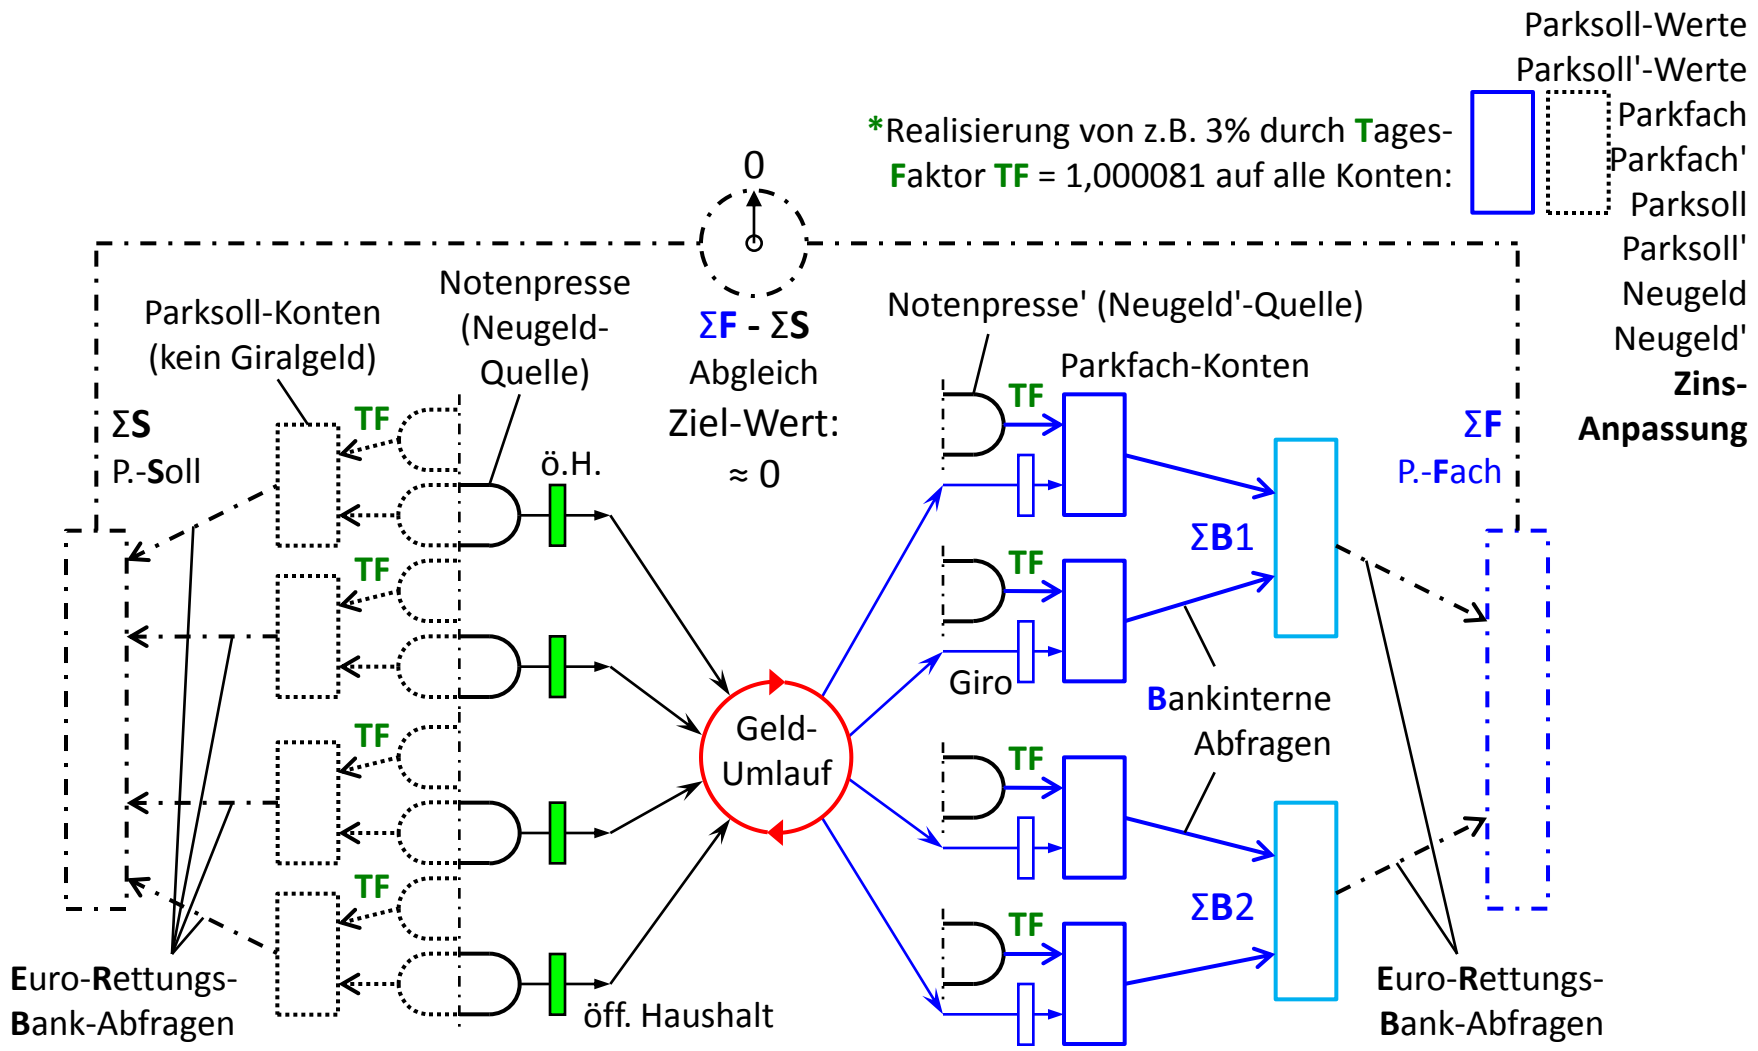 Parksoll-Werte
Parksoll'-Werte
Parkfach
Parkfach'
Parksoll
Parksoll'
Neugeld
Neugeld'
Zins-
Anpassung
*Realisierung von z.B. 3% durch Tages-
Faktor TF = 1,000081 auf alle Konten:
0
ΣF - ΣS
Abgleich
Ziel-Wert:
≈ 0
Parksoll-Konten
(kein Giralgeld)
Notenpresse
(Neugeld-
Quelle)
Notenpresse' (Neugeld'-Quelle)
Parkfach-Konten
ΣS
P.-Soll
TF
TF
TF
TF
ö.H.
öff. Haushalt
Geld-
Umlauf
TF
TF
TF
TF
Giro
ΣB1
Bankinterne
Abfragen
ΣB2
ΣF
P.-Fach
Euro-Rettungs-
Bank-Abfragen
Euro-Rettungs-
Bank-Abfragen